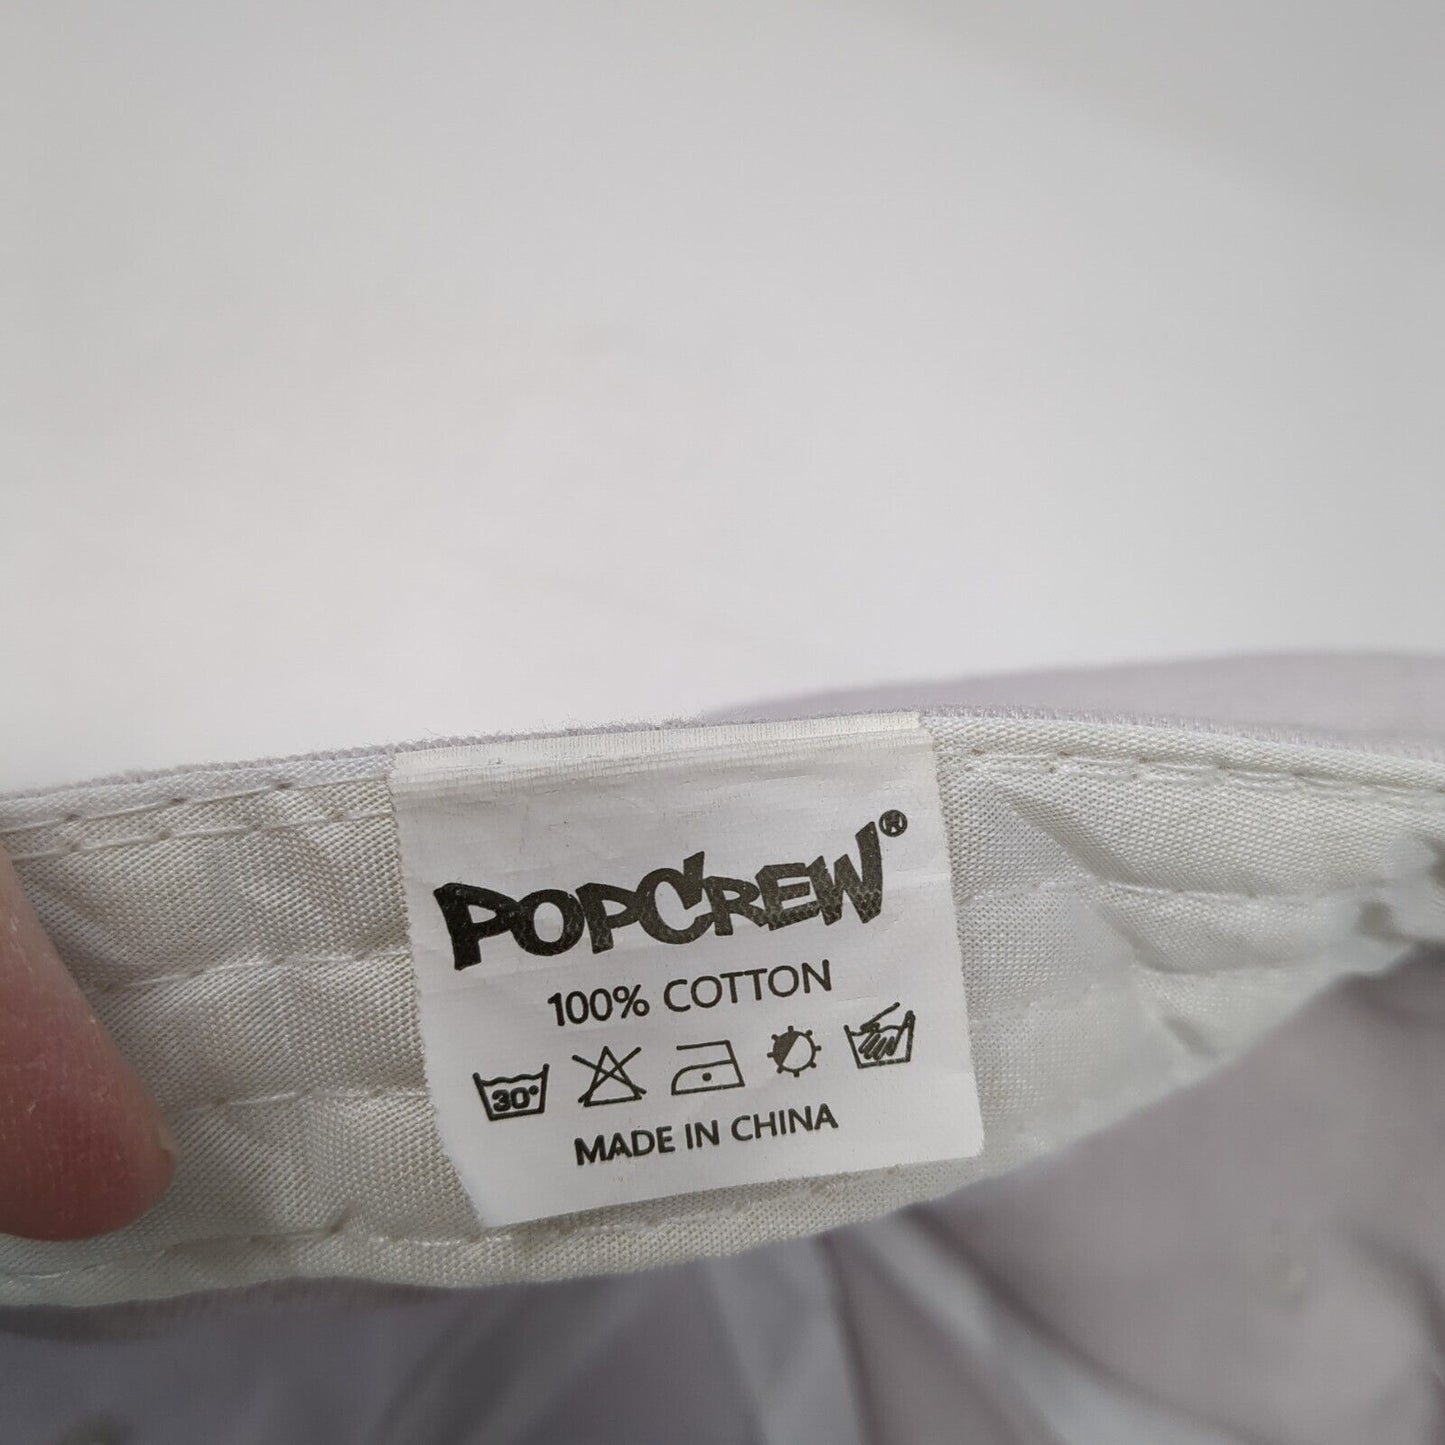 POPCREW®
100% COTTON
30°
MADE IN CHINA